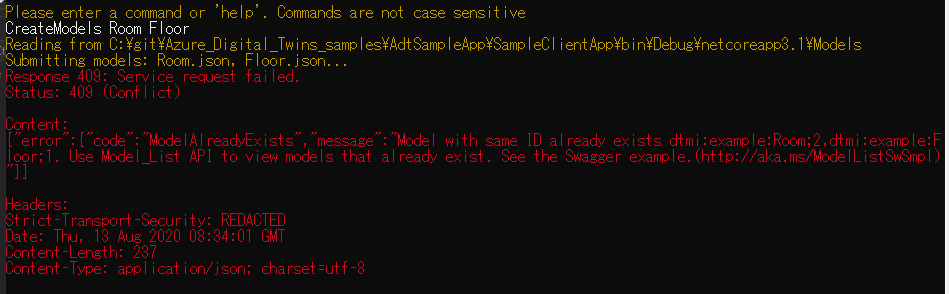 Please enter a command or 'help'. Commands are not case sensitive
CreateModels Room Floor
Reading from C:¥git¥Azure_Digital_Twins_samples¥AdtSampleApp¥SampleClientApp¥bin¥Debug¥netcoreapp3.1¥Models
Submitting models: Room.json, Floor.json...
Response 409: Service request failed.
Status: 409 (Conflict)
Content:
{"error":{"code":"ModelAlreadyExists","message":"Model with same ID already exists dtmi:example:Room;2,dtmi:example:F
loor;1. Use Model_List API to view models that already exist. See the Swagger example.(http://aka.ms/ModelListSwSmpl)
"}}
Headers:
Strict-Transport-Security: REDACTED
Date: Thu, 13 Aug 2020 08:34:01 GMT
Content-Length: 237
Content-Type: application/json; charset=utf-8